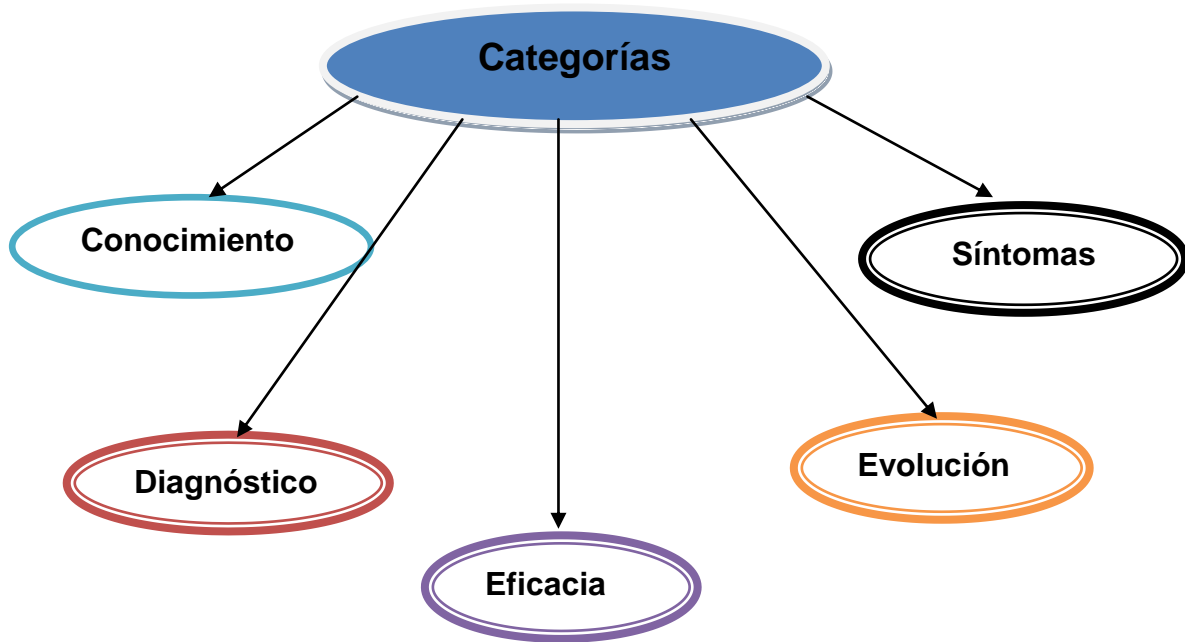 Categorías
Conocimiento
Síntomas
Diagnóstico
Evolución
Eficacia